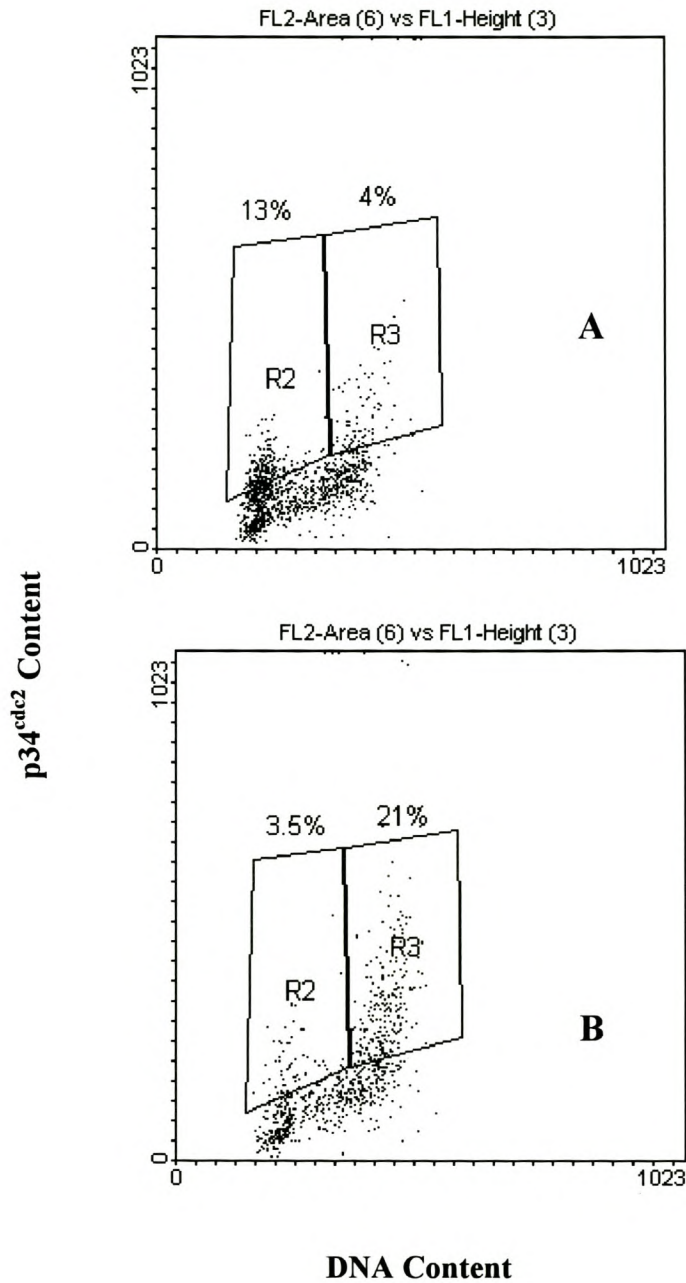 FL2-Area (6) vs FL1-Height (3)
1023
13%
4%
A
R3
R2
0
0
1023
p34cdc2 Content
FL2-Area (6) vs FL1-Height (3)
1023
3.5%
21%
R3
R2
B
0
0
1023
DNA Content